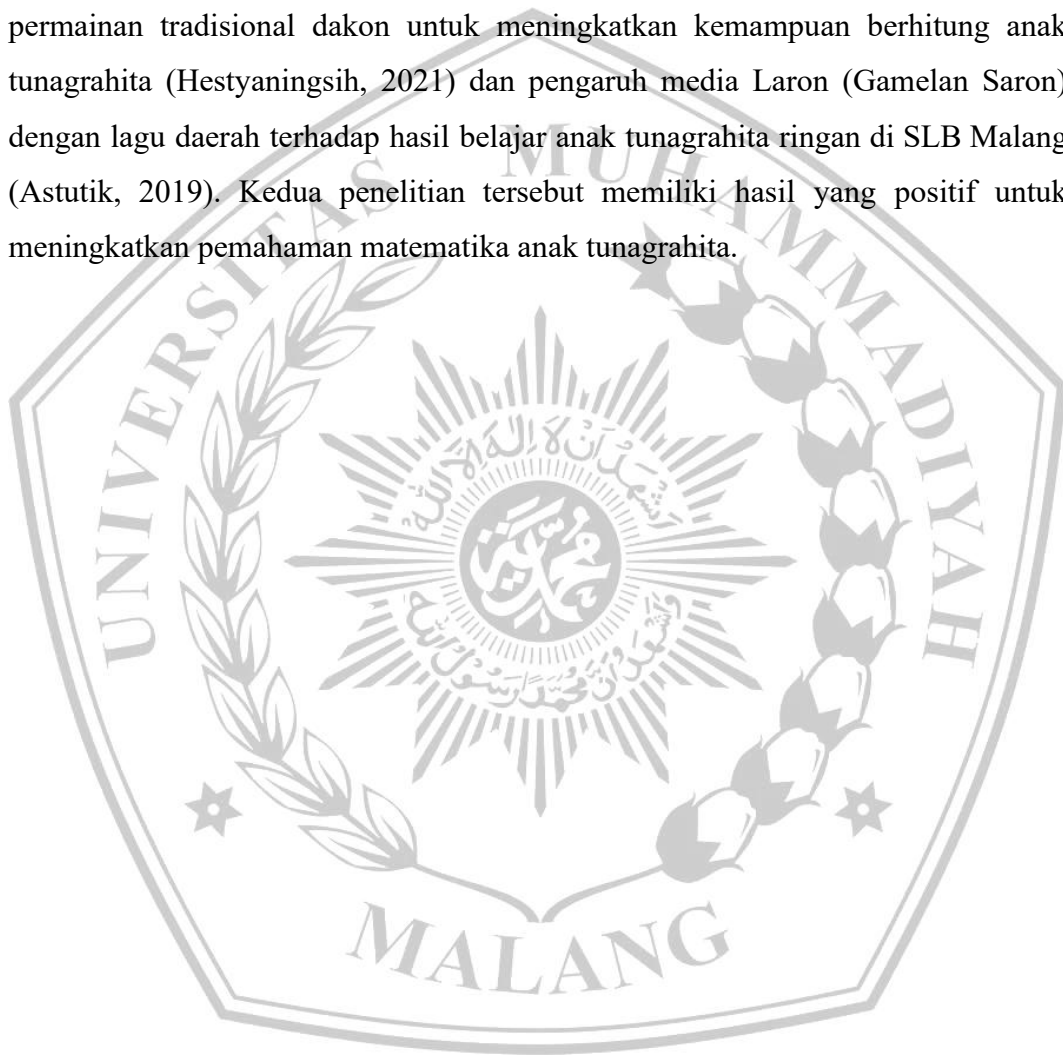 permainan tradisional dakon untuk meningkatkan kemampuan berhitung anak
tunagrahita (Hestyaningsih, 2021) dan pengaruh media Laron (Gamelan Saron)
dengan lagu daerah terhadap hasil belajar anak tunagrahita ringan di SLB Malang
(Astutik, 2019). Kedua penelitian tersebut memiliki hasil yang positif untuk
meningkatkan pemahaman matematika anak tunagrahita.
UNIVERSITAS MUHAMMADIYAH
MALANG